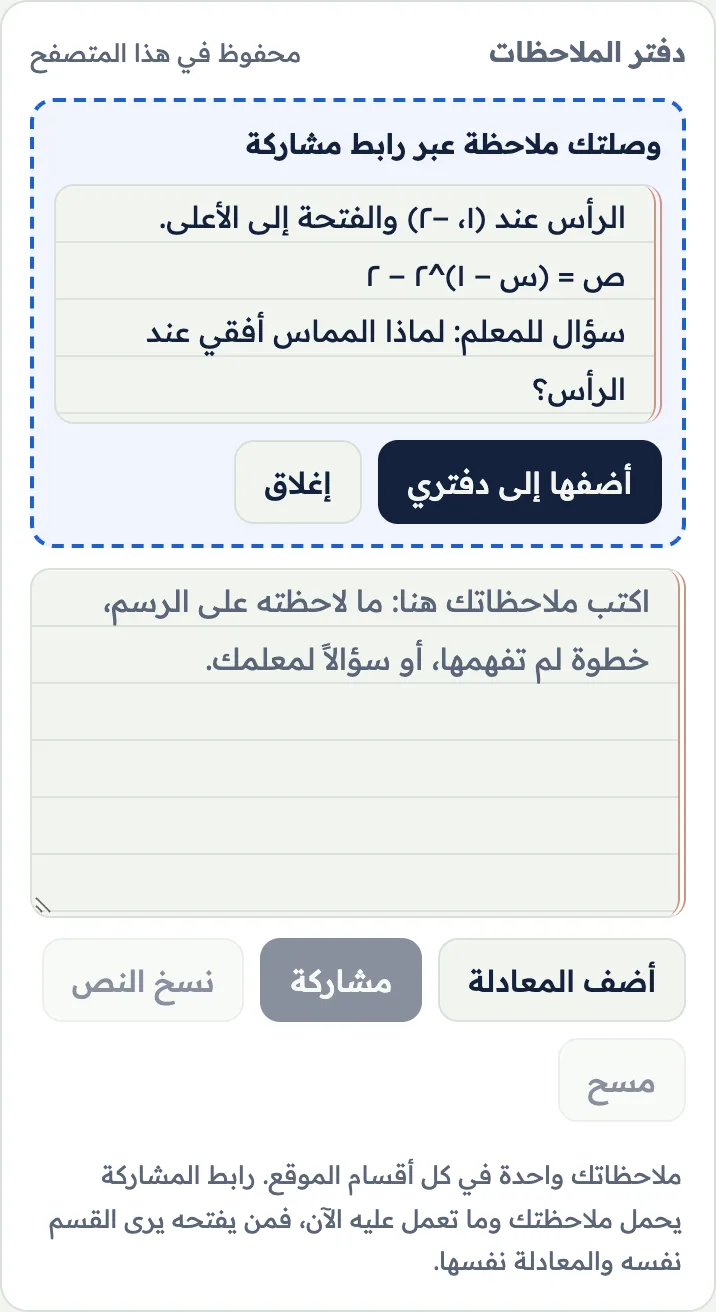 دفتر الملاحظات
محفوظ في هذا المتصفح
وصلتك ملاحظة عبر رابط مشاركة
الرأس عند (١، −٢) والفتحة إلى الأعلى.
ص = (س − ١)^٢ − ٢
سؤال للمعلم: لماذا المماس أفقي عند
الرأس؟
أضفها إلى دفتري
إغلاق
اكتب ملاحظاتك هنا: ما لاحظته على الرسم،
خطوة لم تفهمها، أو سؤالاً لمعلمك.
أضف المعادلة
مشاركة
نسخ النص
مسح
ملاحظاتك واحدة في كل أقسام الموقع. رابط المشاركة
يحمل ملاحظتك وما تعمل عليه الآن، فمن يفتحه يرى القسم
نفسه والمعادلة نفسها.